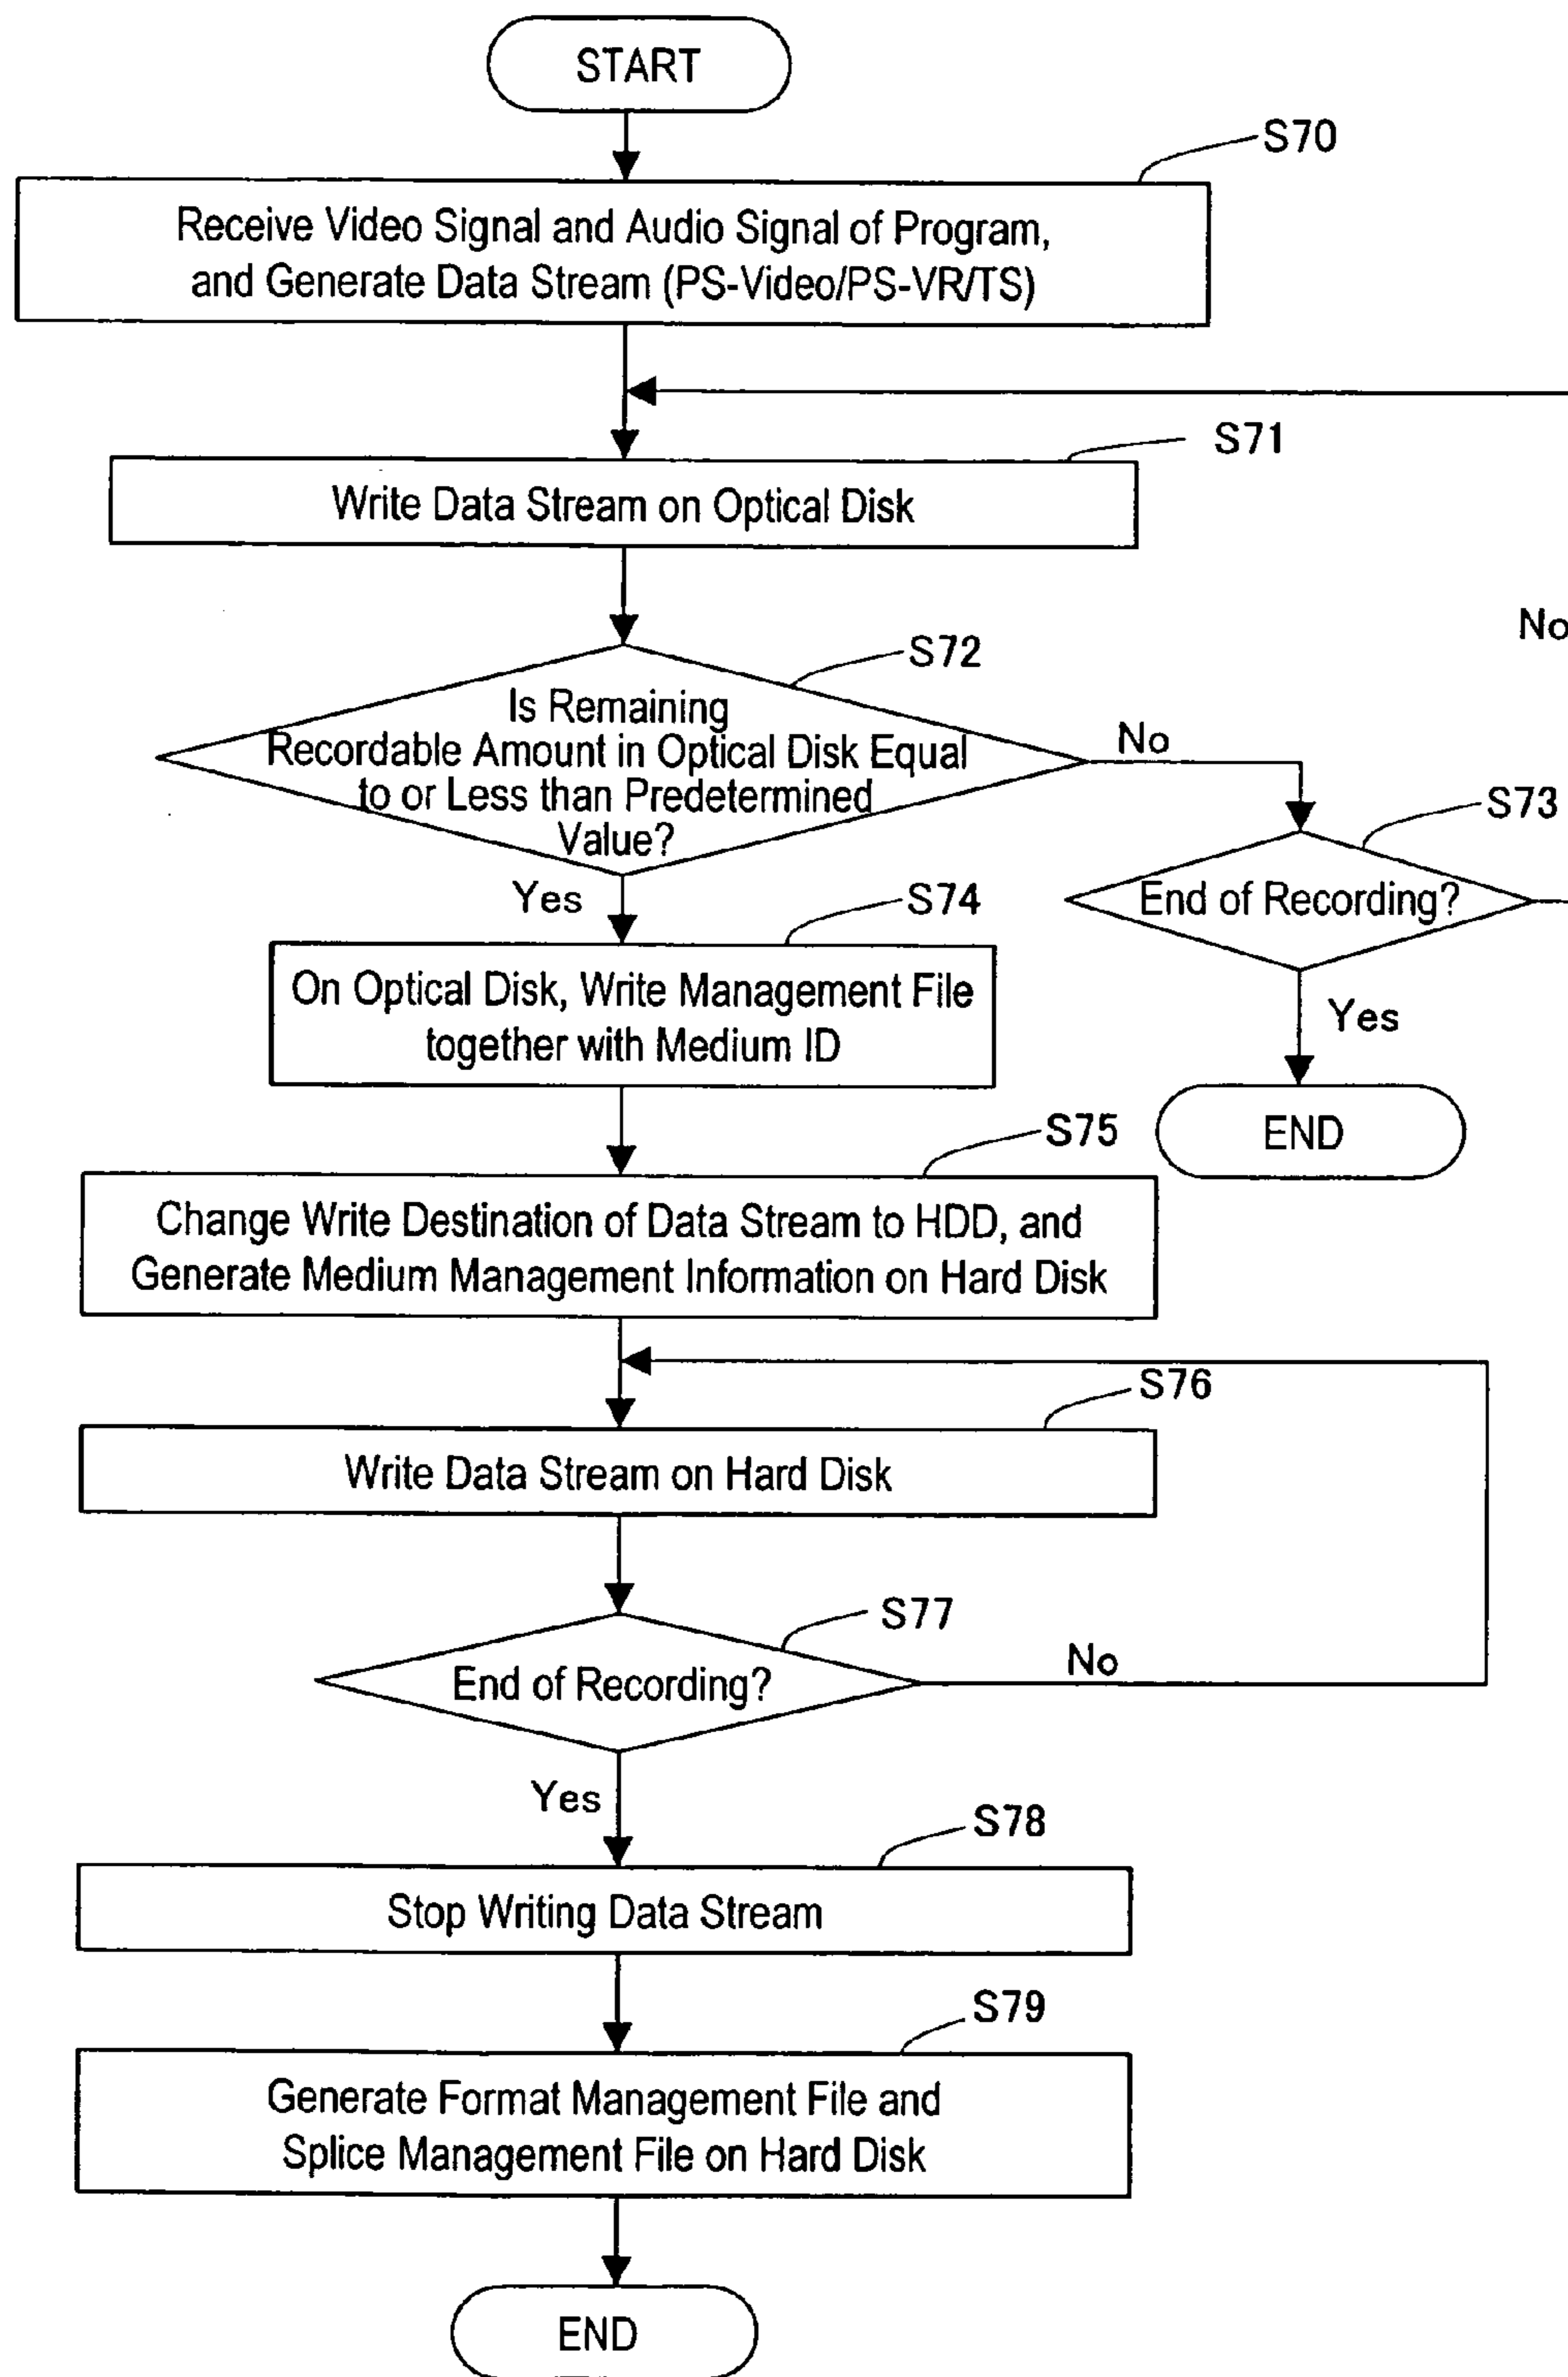 START
S70
Receive Video Signal and Audio Signal of Program,
and Generate Data Stream (PS-Video/PS-VR/TS)
S71
Write Data Stream on Optical Disk
No
S72
Is Remaining
Recordable Amount in Optical Disk Equal
to or Less than Predetermined
Value?
No
S73
End of Recording?
Yes
S74
On Optical Disk, Write Management File
together with Medium ID
Yes
END
S75
Change Write Destination of Data Stream to HDD, and
Generate Medium Management Information on Hard Disk
S76
Write Data Stream on Hard Disk
S77
End of Recording?
No
Yes
S78
Stop Writing Data Stream
S79
Generate Format Management File and
Splice Management File on Hard Disk
END